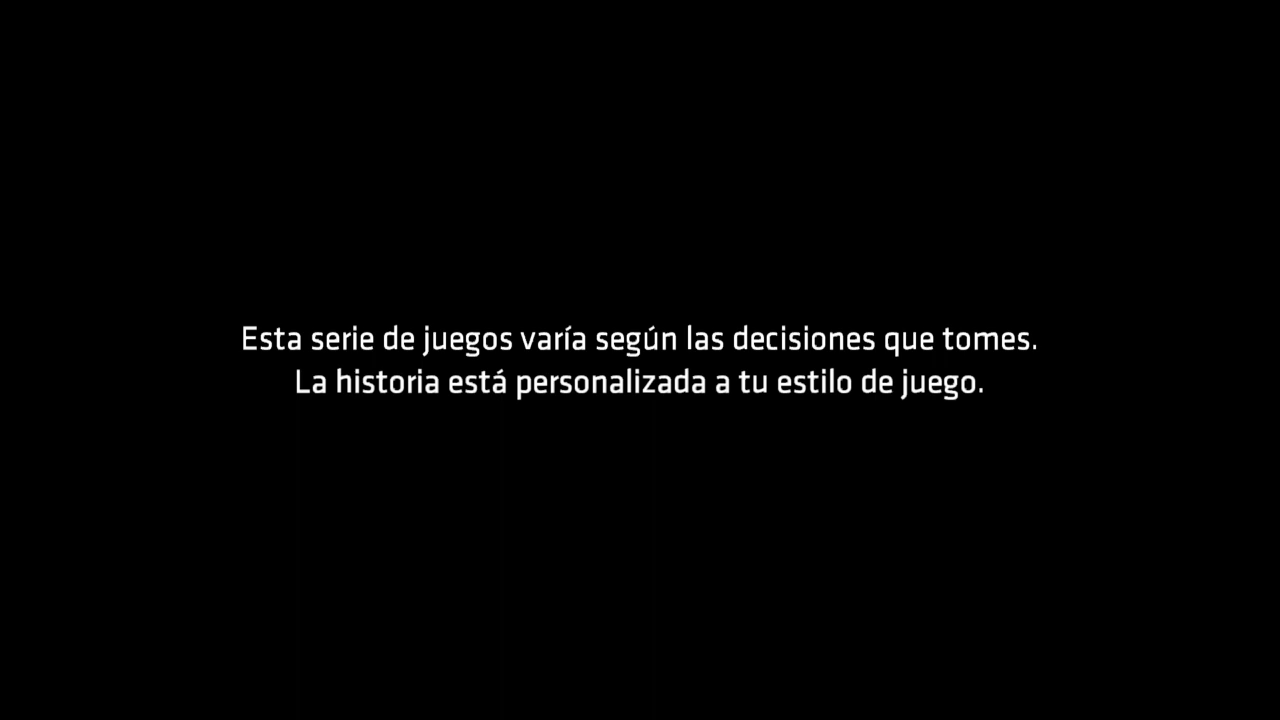 Esta serie de juegos varía según las decisiones que tomes.
La historia está personalizada a tu estilo de juego.